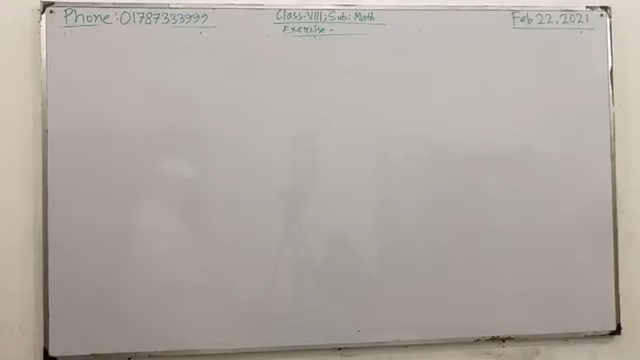 Phone: 01787333999
Class-VIII; Sub: Math
Exercise -
Feb 22, 2021